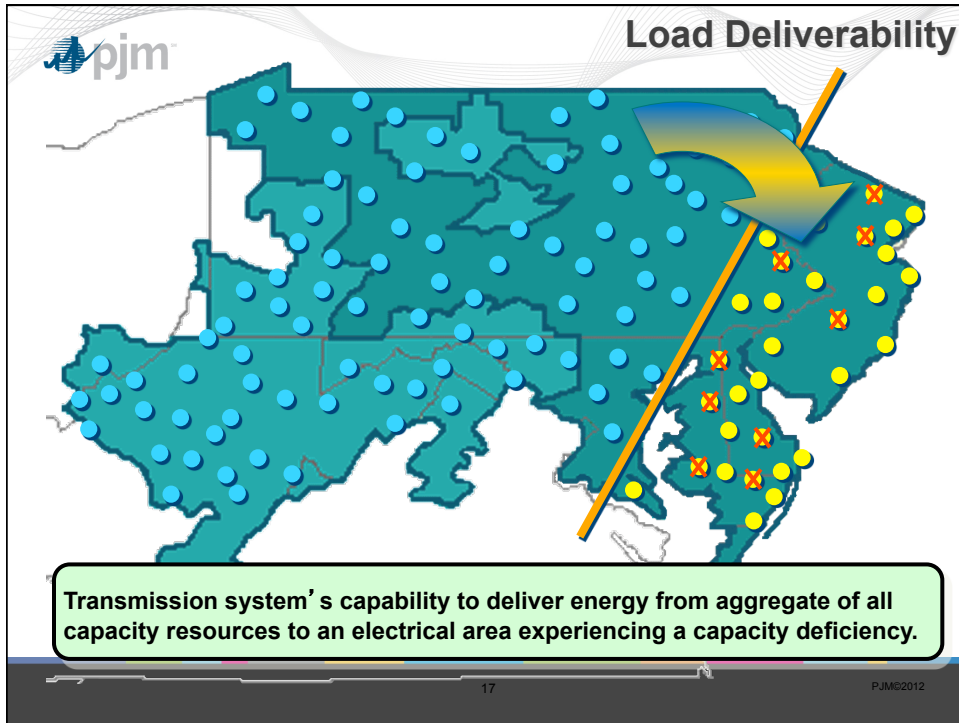 Load Deliverability
pjm™
Transmission system's capability to deliver energy from aggregate of all
capacity resources to an electrical area experiencing a capacity deficiency.
17
PJM©2012